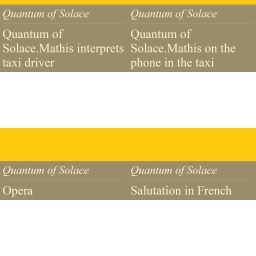 Quantum of Solace
Quantum of
Solace.Mathis interprets
taxi driver
Quantum of Solace
Quantum of
Solace.Mathis on the
phone in the taxi
Quantum of Solace
Opera
Quantum of Solace
Salutation in French